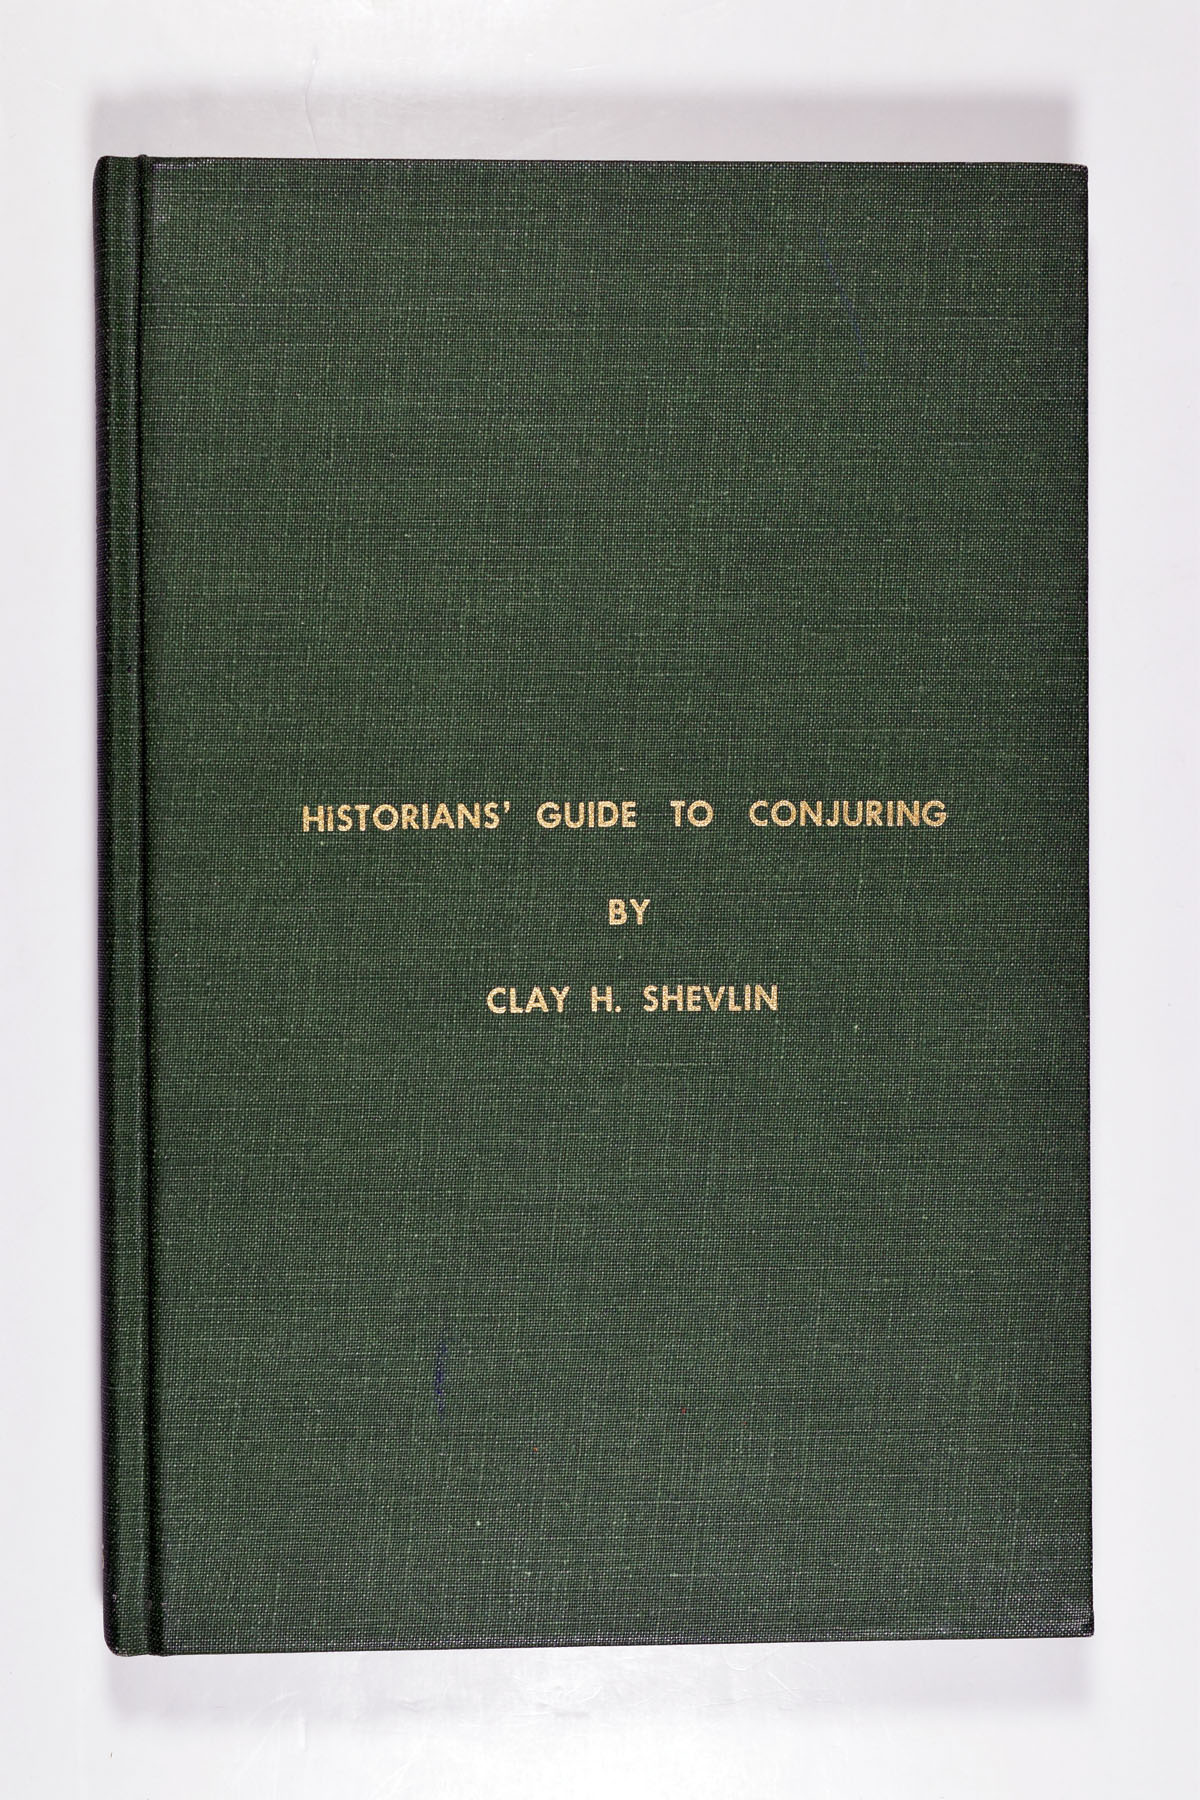 HiSTORIANS' GUIDE TO CONJURING
BY
CLAY H. SHEVLIN